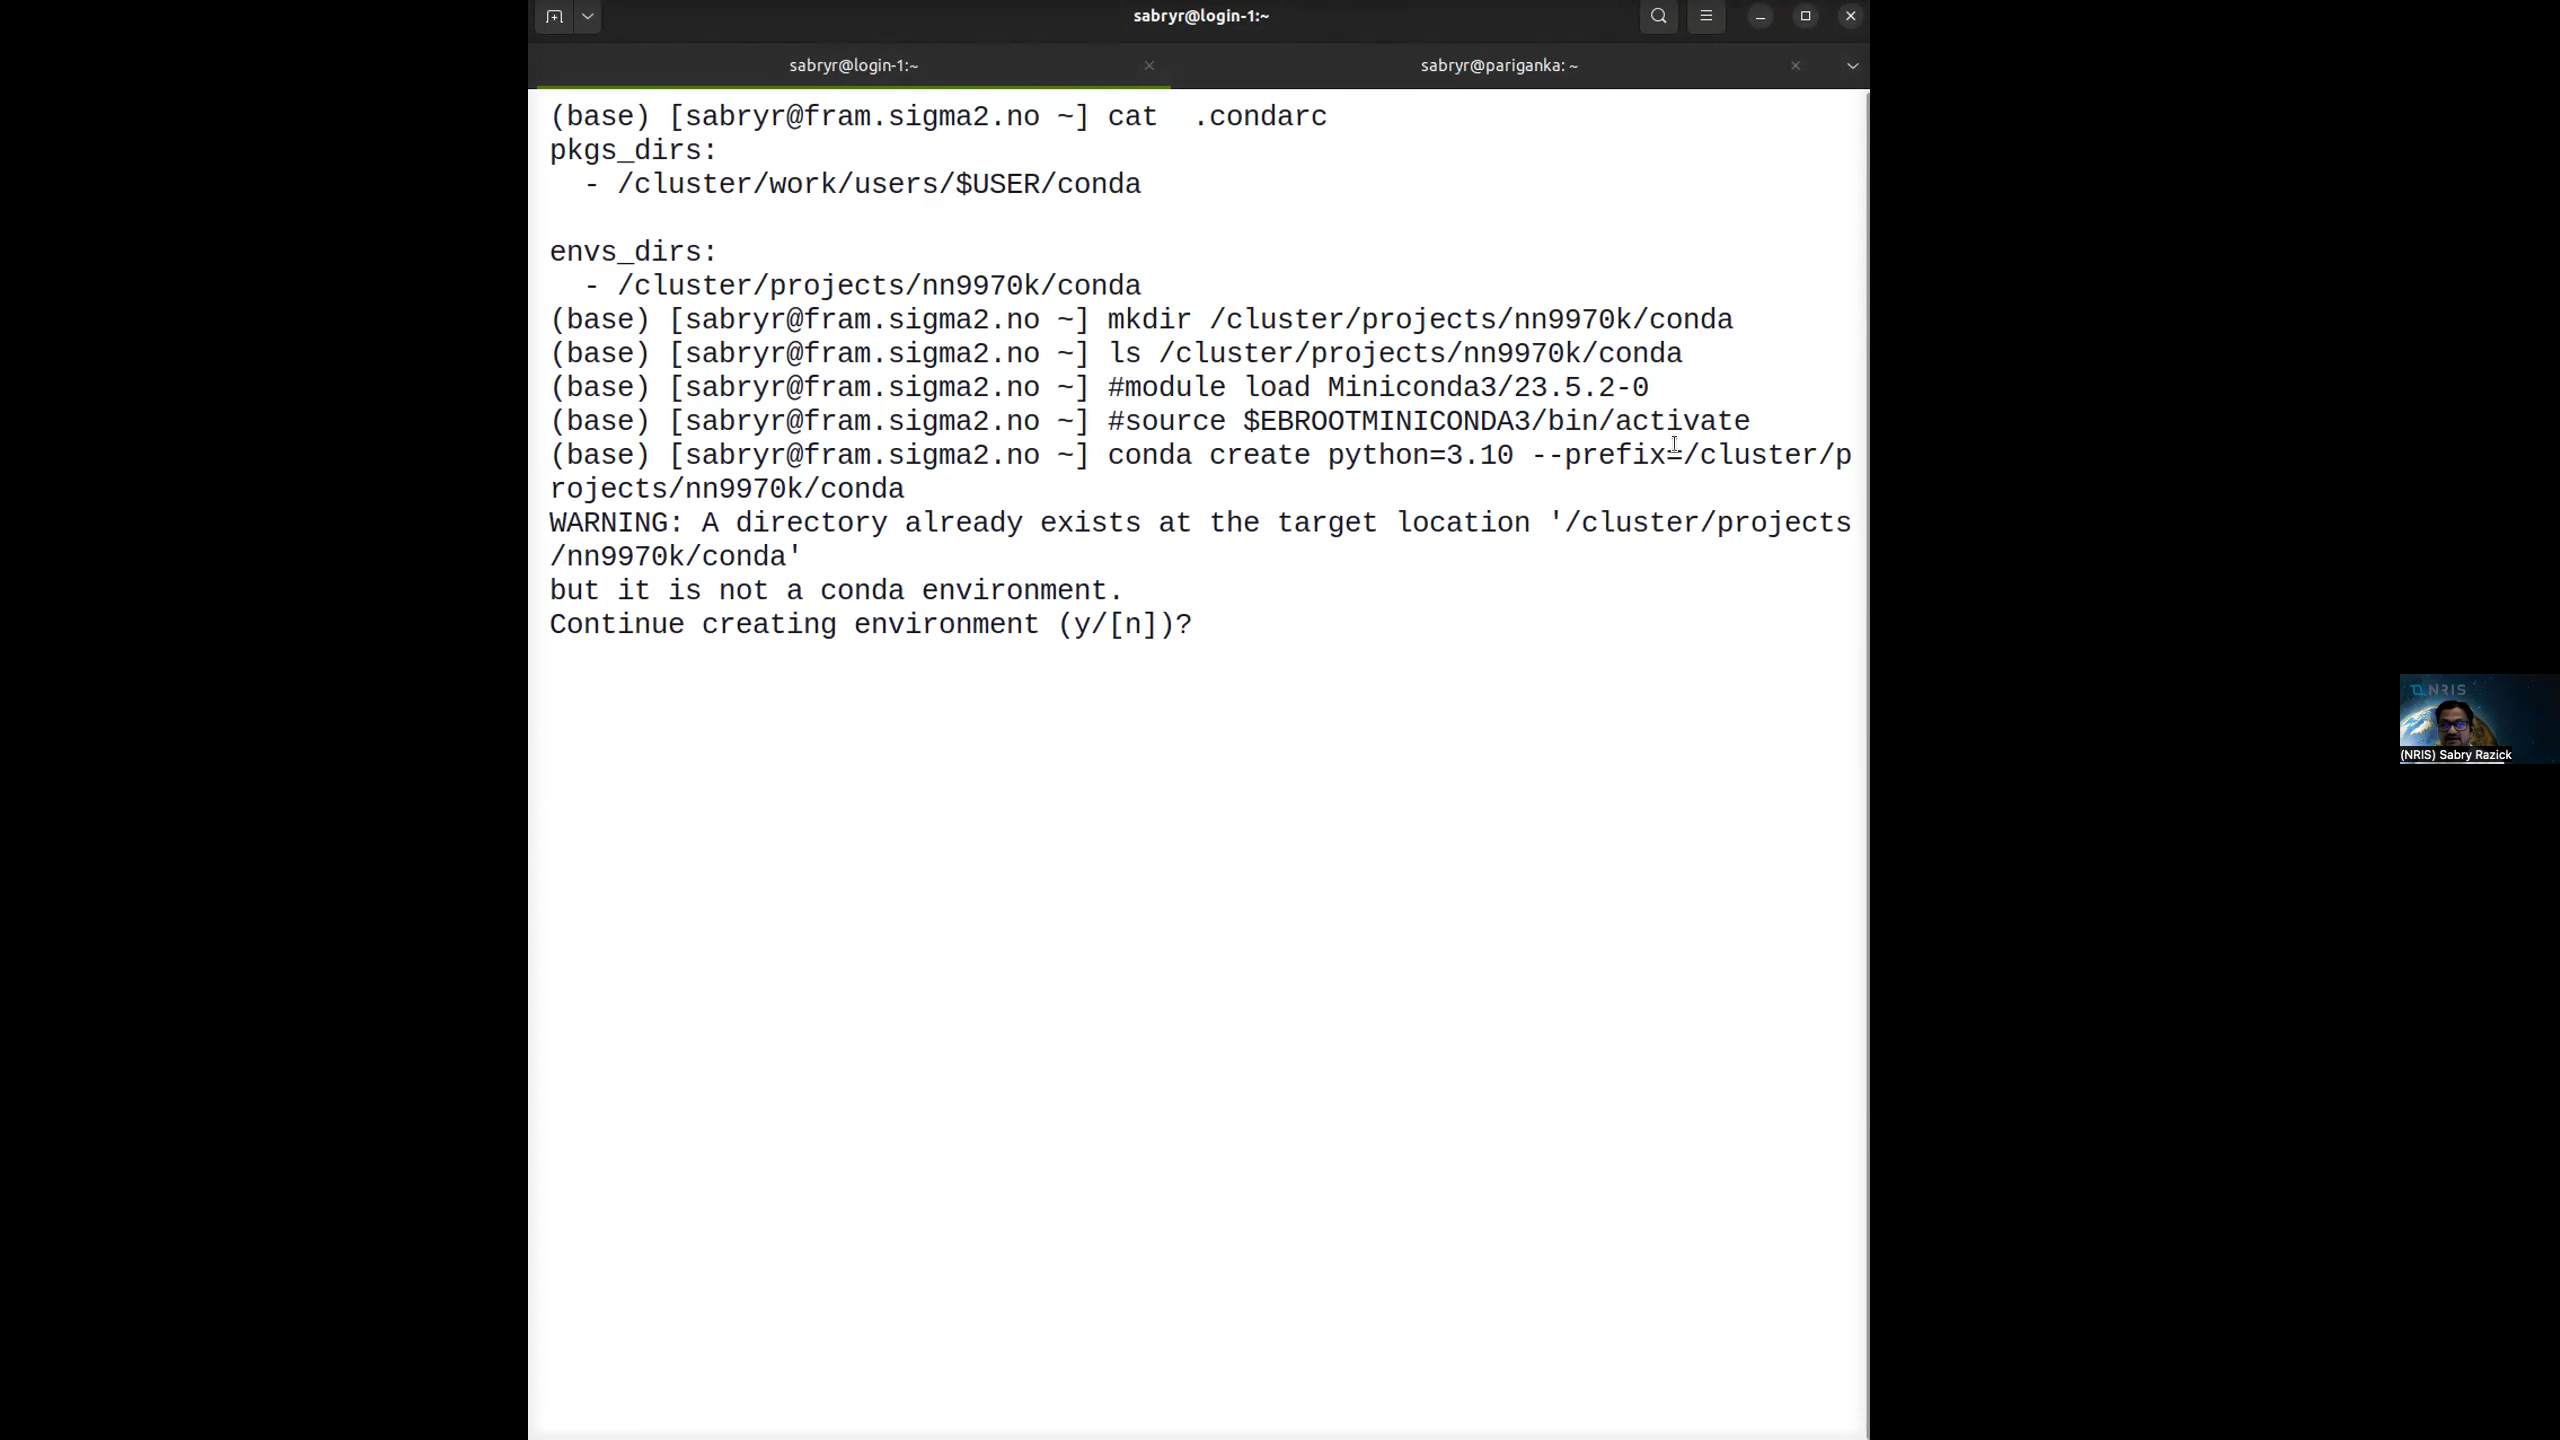 sabryr@login-1:~
sabryr@login-1:~
sabryr@pariganka: ~
(base) [sabryr@fram.sigma2.no ~] cat  .condarc
pkgs_dirs:
  - /cluster/work/users/$USER/conda
envs_dirs:
  - /cluster/projects/nn9970k/conda
(base) [sabryr@fram.sigma2.no ~] mkdir /cluster/projects/nn9970k/conda
(base) [sabryr@fram.sigma2.no ~] ls /cluster/projects/nn9970k/conda
(base) [sabryr@fram.sigma2.no ~] #module load Miniconda3/23.5.2-0
(base) [sabryr@fram.sigma2.no ~] #source $EBROOTMINICONDA3/bin/activate
(base) [sabryr@fram.sigma2.no ~] conda create python=3.10 --prefix=/cluster/p
rojects/nn9970k/conda
WARNING: A directory already exists at the target location '/cluster/projects
/nn9970k/conda'
but it is not a conda environment.
Continue creating environment (y/[n])?
NRIS
(NRIS) Sabry Razick